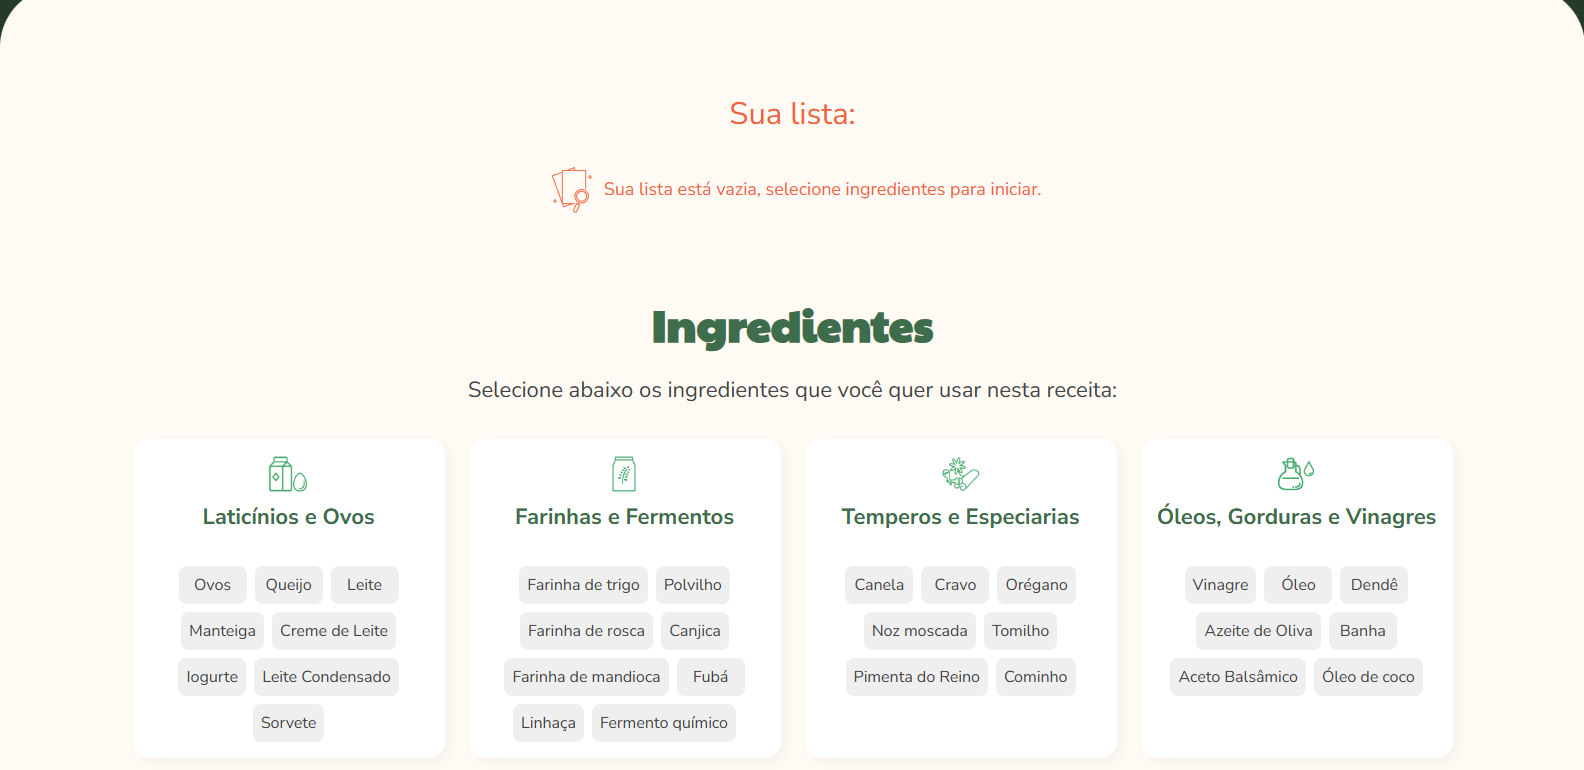 Sua lista:
Sua lista está vazia, selecione ingredientes para iniciar.
Ingredientes
Selecione abaixo os ingredientes que você quer usar nesta receita:
Laticínios e Ovos
Ovos Queijo Leite
Manteiga Creme de Leite
Iogurte Leite Condensado
Sorvete
Farinhas e Fermentos
Farinha de trigo Polvilho
Farinha de rosca Canjica
Farinha de mandioca Fubá
Linhaça Fermento químico
Temperos e Especiarias
Canela Cravo Orégano
Noz moscada Tomilho
Pimenta do Reino Cominho
Óleos, Gorduras e Vinagres
Vinagre Óleo Dendê
Azeite de Oliva Banha
Aceto Balsâmico Óleo de coco